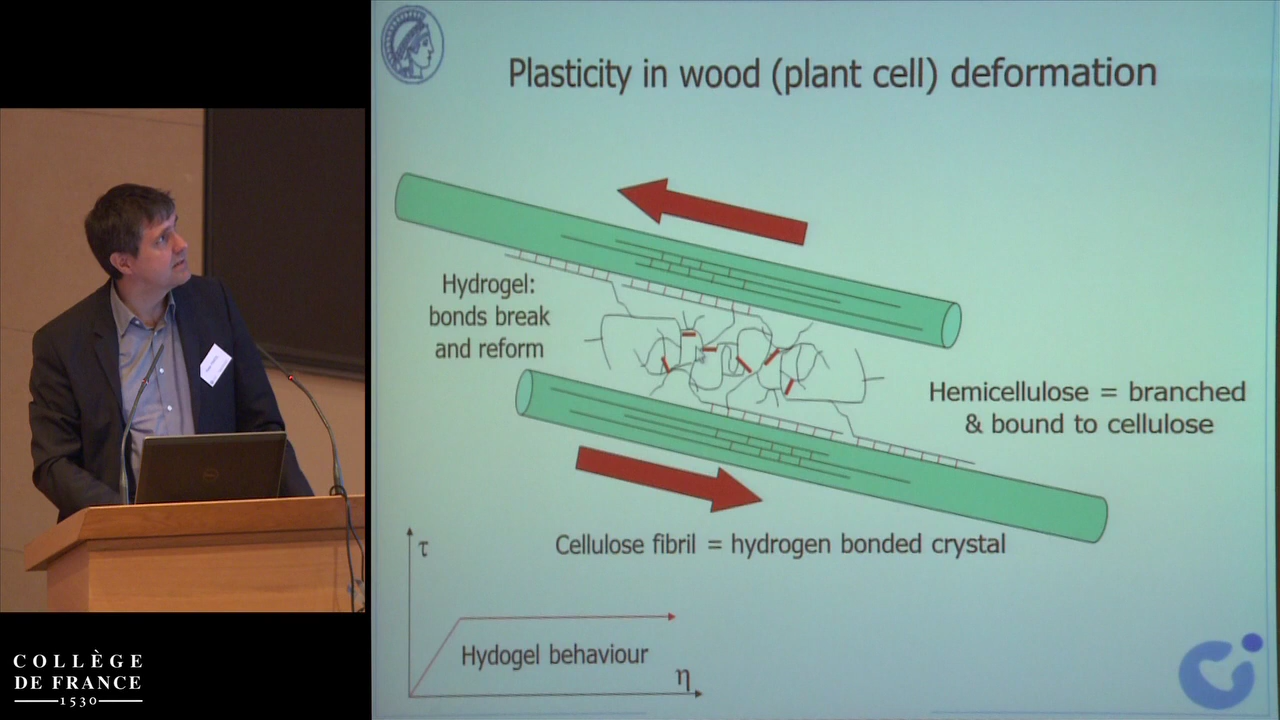 Plasticity in wood (plant cell) deformation
Hydrogel:
bonds break
and reform
Hemicellulose = branched
& bound to cellulose
Cellulose fibril = hydrogen bonded crystal
τ
Hydogel behaviour
η
COLLÈGE
DE FRANCE
1530